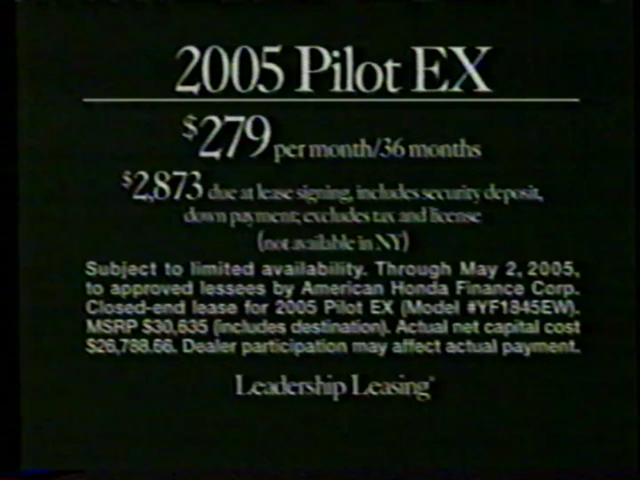 2005 Pilot EX
$279 per month/36 months
$2,873 due at lease signing, includes security deposit,
down payment; excludes tax and license
(not available in NY)
Subject to limited availability. Through May 2, 2005,
to approved lessees by American Honda Finance Corp.
Closed-end lease for 2005 Pilot EX (Model #YF1845EW).
MSRP $30,635 (includes destination). Actual net capital cost
$26,788.66. Dealer participation may affect actual payment.
Leadership Leasing®